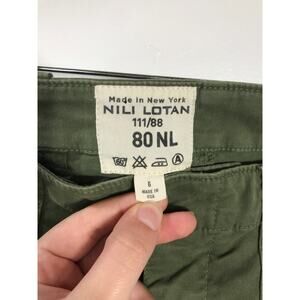 Made in New York
NILI LOTAN
111/88
80 NL
A
6
MADE IN
USA